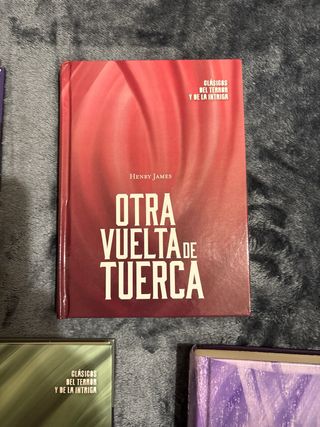 CLÁSICOS
DEL TERROR
Y DE LA INTRIGA
HENRY JAMES
OTRA
VUELTA DE
TUERCA
CLÁSICOS
DEL TERROR
Y DE LA INTRIGA